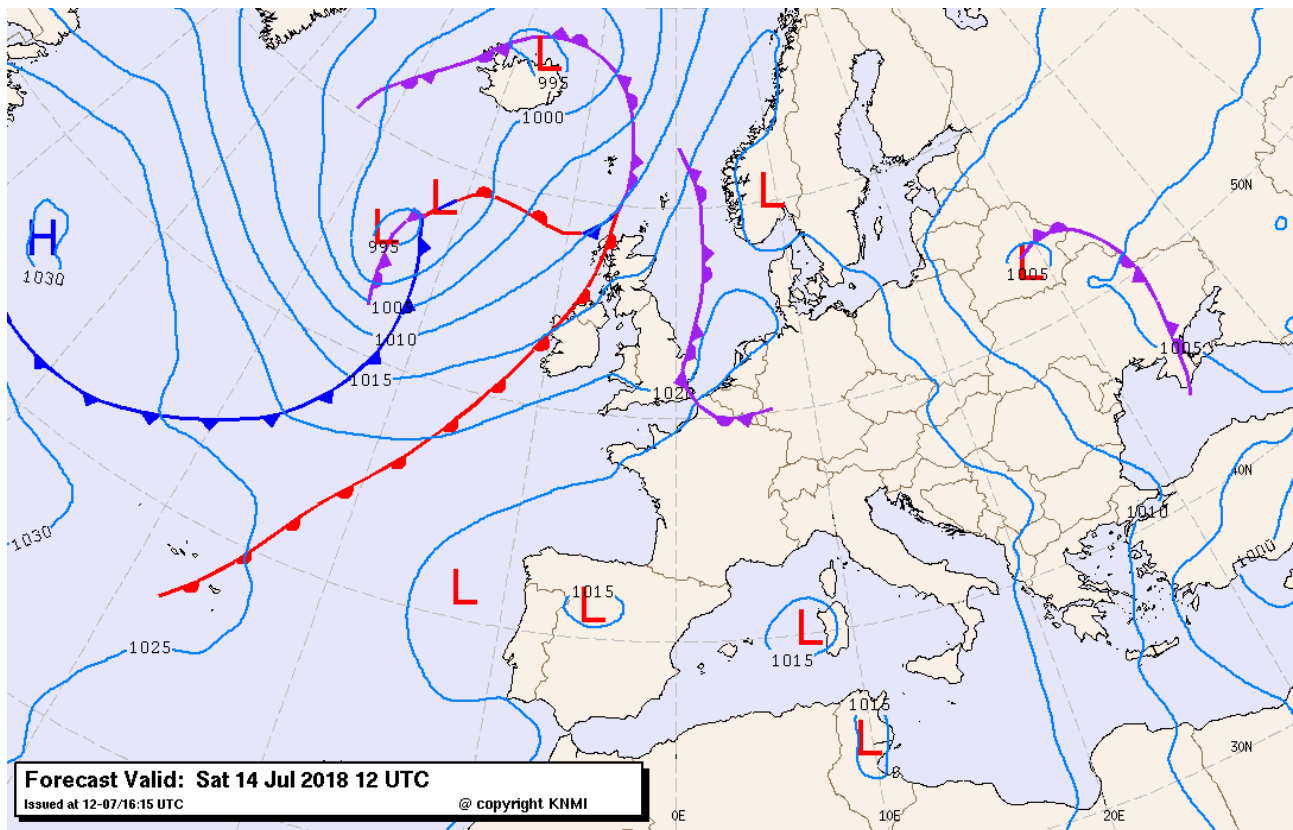 L
995
1000
50N
L
L
L
H
995
L
1030
1005
1005
1010
1005
1015
1020
40N
1010
1030
1000
L
1015
L
L
1025
1015
1015
L
30N
Forecast Valid: Sat 14 Jul 2018 12 UTC
Issued at 12-07/16:15 UTC
@ copyright KNMI
0E
10E
20E